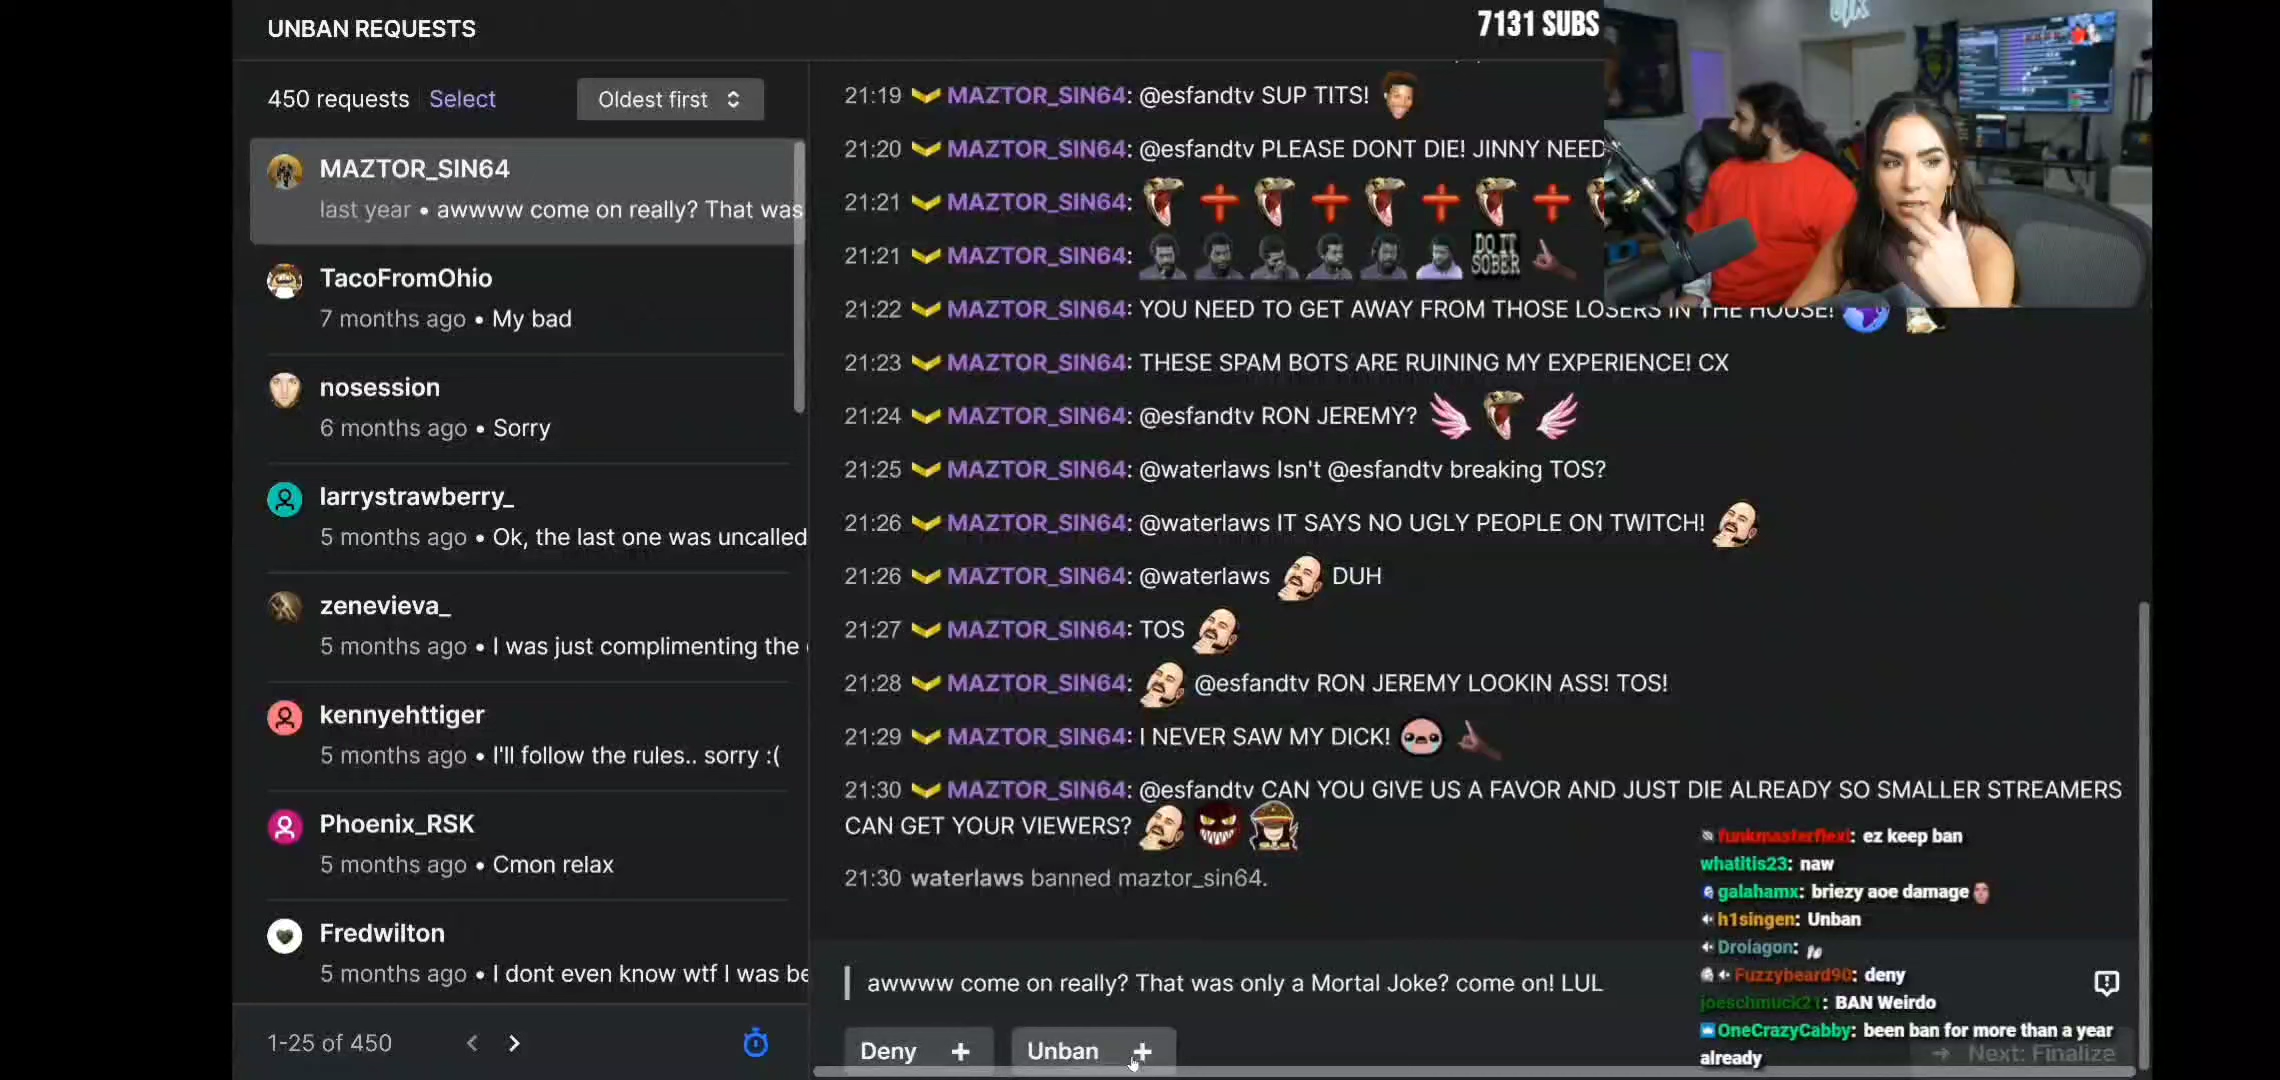 UNBAN REQUESTS
7131 SUBS
450 requests Select
Oldest first
MAZTOR_SIN64
last year • awwww come on really? That was
TacoFromOhio
7 months ago • My bad
nosession
6 months ago • Sorry
larrystrawberry_
5 months ago • Ok, the last one was uncalled
zenevieva_
5 months ago • I was just complimenting the
kennyehttiger
5 months ago • I'll follow the rules.. sorry :(
Phoenix_RSK
5 months ago • Cmon relax
Fredwilton
5 months ago • I dont even know wtf I was be
1-25 of 450
21:19 MAZTOR_SIN64: @esfandtv SUP TITS!
21:20 MAZTOR_SIN64: @esfandtv PLEASE DONT DIE! JINNY NEED
21:21 MAZTOR_SIN64:
21:21 MAZTOR_SIN64: DO IT SOBER
21:22 MAZTOR_SIN64: YOU NEED TO GET AWAY FROM THOSE LOSERS IN THE HOUSE!
21:23 MAZTOR_SIN64: THESE SPAM BOTS ARE RUINING MY EXPERIENCE! CX
21:24 MAZTOR_SIN64: @esfandtv RON JEREMY?
21:25 MAZTOR_SIN64: @waterlaws Isn't @esfandtv breaking TOS?
21:26 MAZTOR_SIN64: @waterlaws IT SAYS NO UGLY PEOPLE ON TWITCH!
21:26 MAZTOR_SIN64: @waterlaws DUH
21:27 MAZTOR_SIN64: TOS
21:28 MAZTOR_SIN64: @esfandtv RON JEREMY LOOKIN ASS! TOS!
21:29 MAZTOR_SIN64: I NEVER SAW MY DICK!
21:30 MAZTOR_SIN64: @esfandtv CAN YOU GIVE US A FAVOR AND JUST DIE ALREADY SO SMALLER STREAMERS
CAN GET YOUR VIEWERS?
21:30 waterlaws banned maztor_sin64.
awwww come on really? That was only a Mortal Joke? come on! LUL
Deny +
Unban +
funkmasterflexi: ez keep ban
whatitis23: naw
galahamx: briezy aoe damage
h1singen: Unban
Drolagon:
Fuzzybeard90: deny
joeschmuck21: BAN Weirdo
OneCrazyCabby: been ban for more than a year
already
Next: Finalize